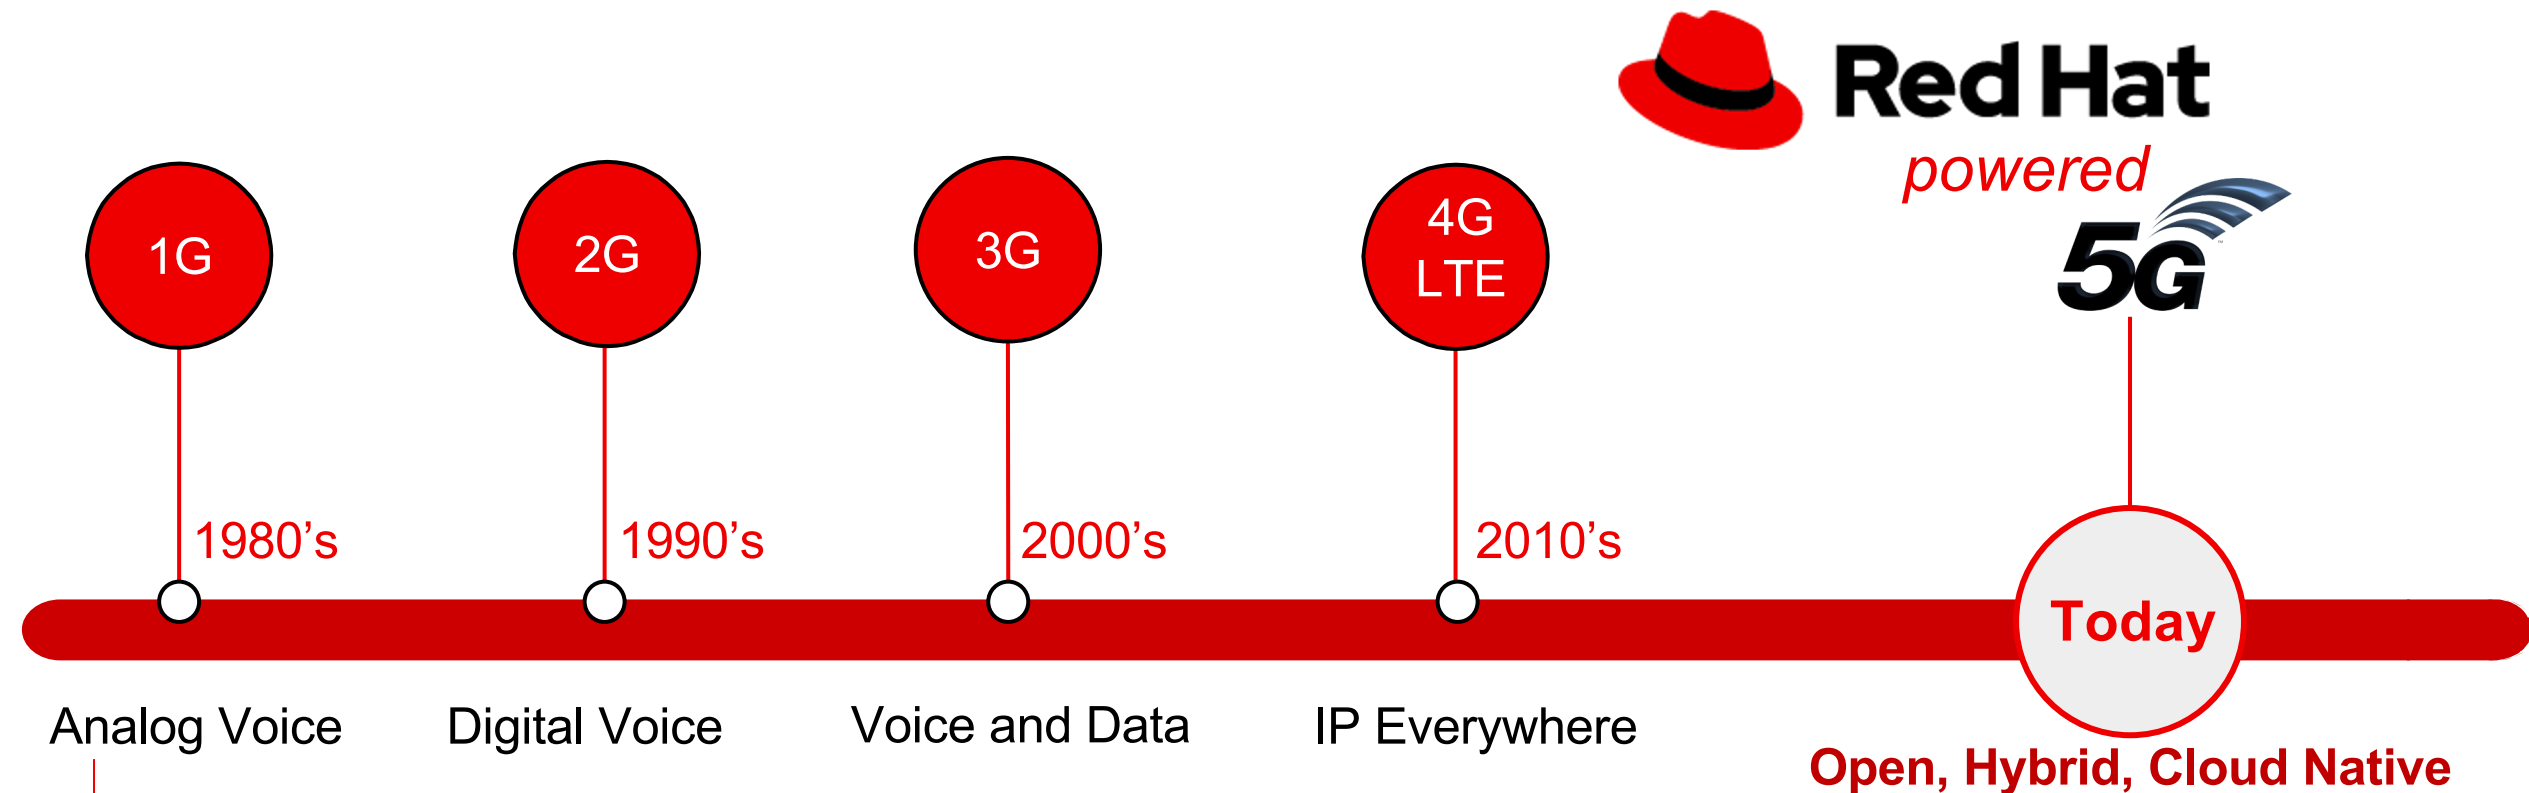 Red Hat
powered
5G
1G
2G
3G
4G
LTE
1980’s
1990’s
2000’s
2010’s
Today
Analog Voice
Digital Voice
Voice and Data
IP Everywhere
Open, Hybrid, Cloud Native